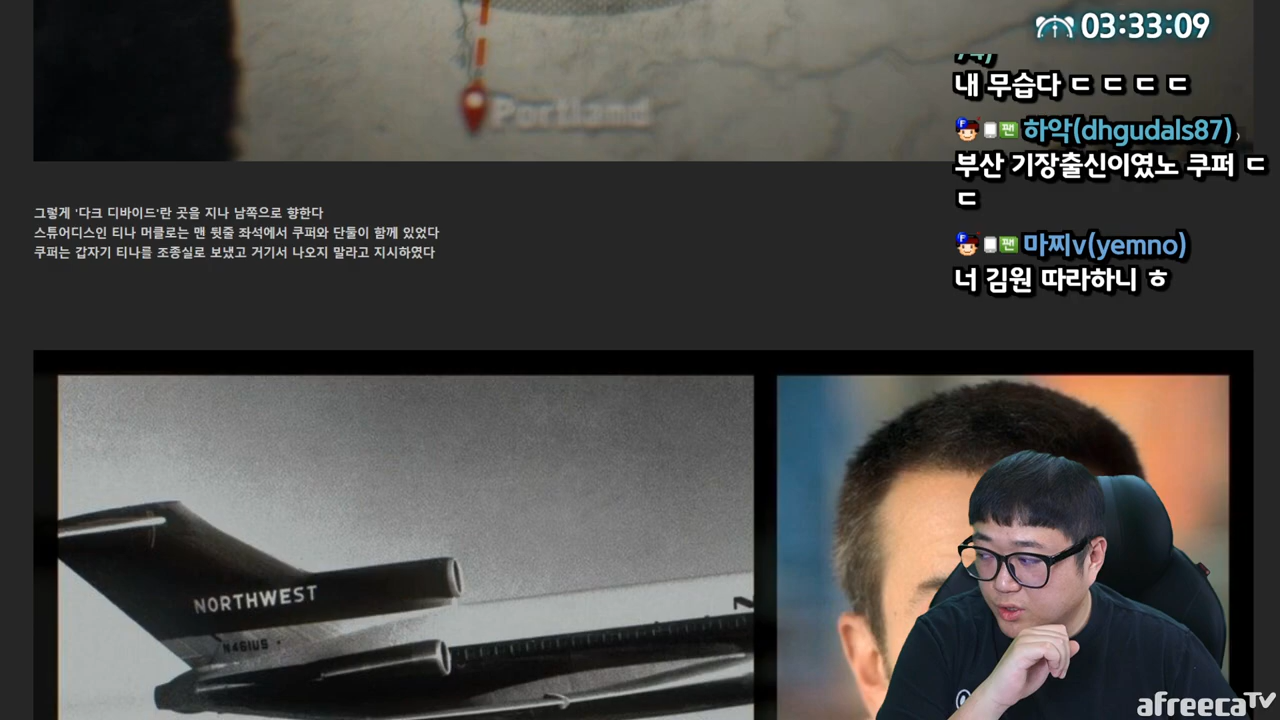 03:33:09
내 무습다 ㄷ ㄷ ㄷ ㄷ
Portland
하악(dhgudals87)
부산 기장출신이였노 쿠퍼 ㄷ
ㄷ
그렇게 '다크 디바이드'란 곳을 지나 남쪽으로 향한다
스튜어디스인 티나 머클로는 맨 뒷줄 좌석에서 쿠퍼와 단둘이 함께 있었다
쿠퍼는 갑자기 티나를 조종실로 보냈고 거기서 나오지 말라고 지시하였다
마찌v(yemno)
너 김원 따라하니 ㅎ
NORTHWEST
N461US
afreecaTV